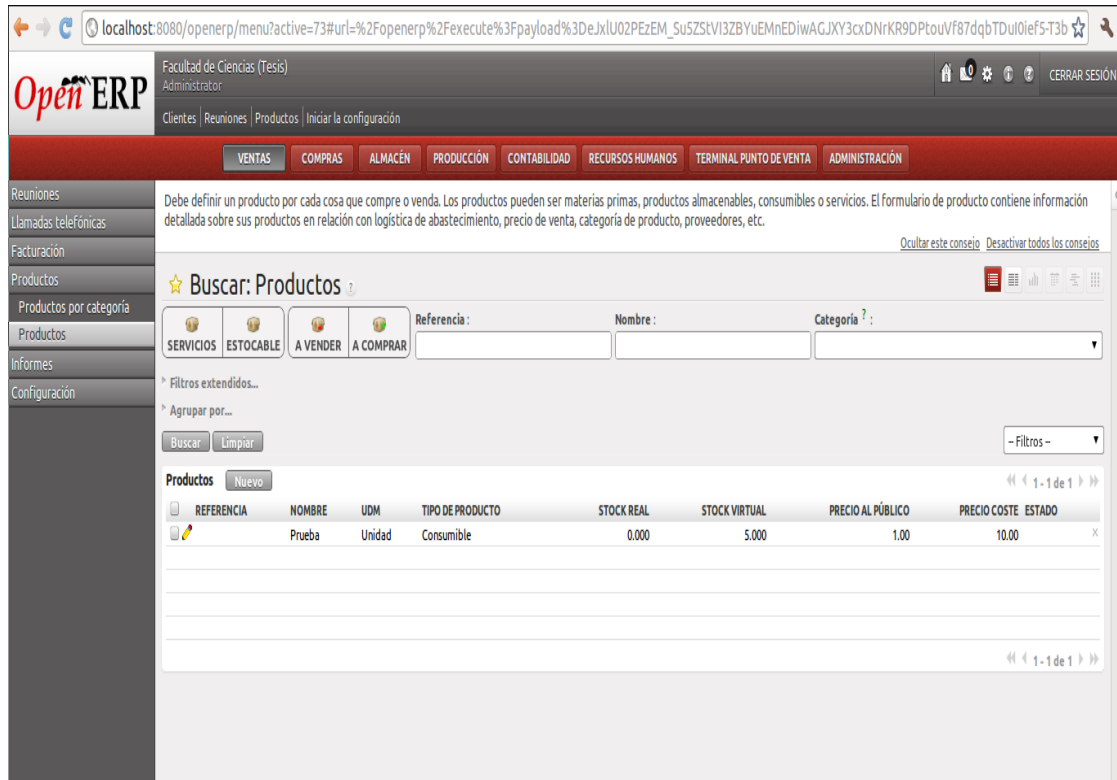 localhost:8080/openerp/menu?active=73#url=%2Fopenerp%2Fexecute%3Fpayload%3DeJxlU02PEzEM_Su5ZStVI3ZBYuEMnEDiwAGJXY3cxDNrKR9DPtouVf87dqbTDuI0ief5-T3b
Open ERP
Facultad de Ciencias (Tesis)
Administrator
0
CERRAR SESIÓN
Clientes | Reuniones | Productos | Iniciar la configuración
VENTAS COMPRAS ALMACÉN PRODUCCIÓN CONTABILIDAD RECURSOS HUMANOS TERMINAL PUNTO DE VENTA ADMINISTRACIÓN
Reuniones
Llamadas telefónicas
Facturación
Productos
Productos por categoría
Productos
Informes
Configuración
Debe definir un producto por cada cosa que compre o venda. Los productos pueden ser materias primas, productos almacenables, consumibles o servicios. El formulario de producto contiene información
detallada sobre sus productos en relación con logística de abastecimiento, precio de venta, categoría de producto, proveedores, etc.
Ocultar este consejo Desactivar todos los consejos
Buscar: Productos ?
SERVICIOS ESTOCABLE A VENDER A COMPRAR
Referencia : Nombre : Categoría ? :
Filtros extendidos...
Agrupar por...
Buscar Limpiar
-- Filtros --
Productos Nuevo 1 - 1 de 1
REFERENCIA NOMBRE UDM TIPO DE PRODUCTO STOCK REAL STOCK VIRTUAL PRECIO AL PÚBLICO PRECIO COSTE ESTADO
Prueba Unidad Consumible 0.000 5.000 1.00 10.00
1 - 1 de 1